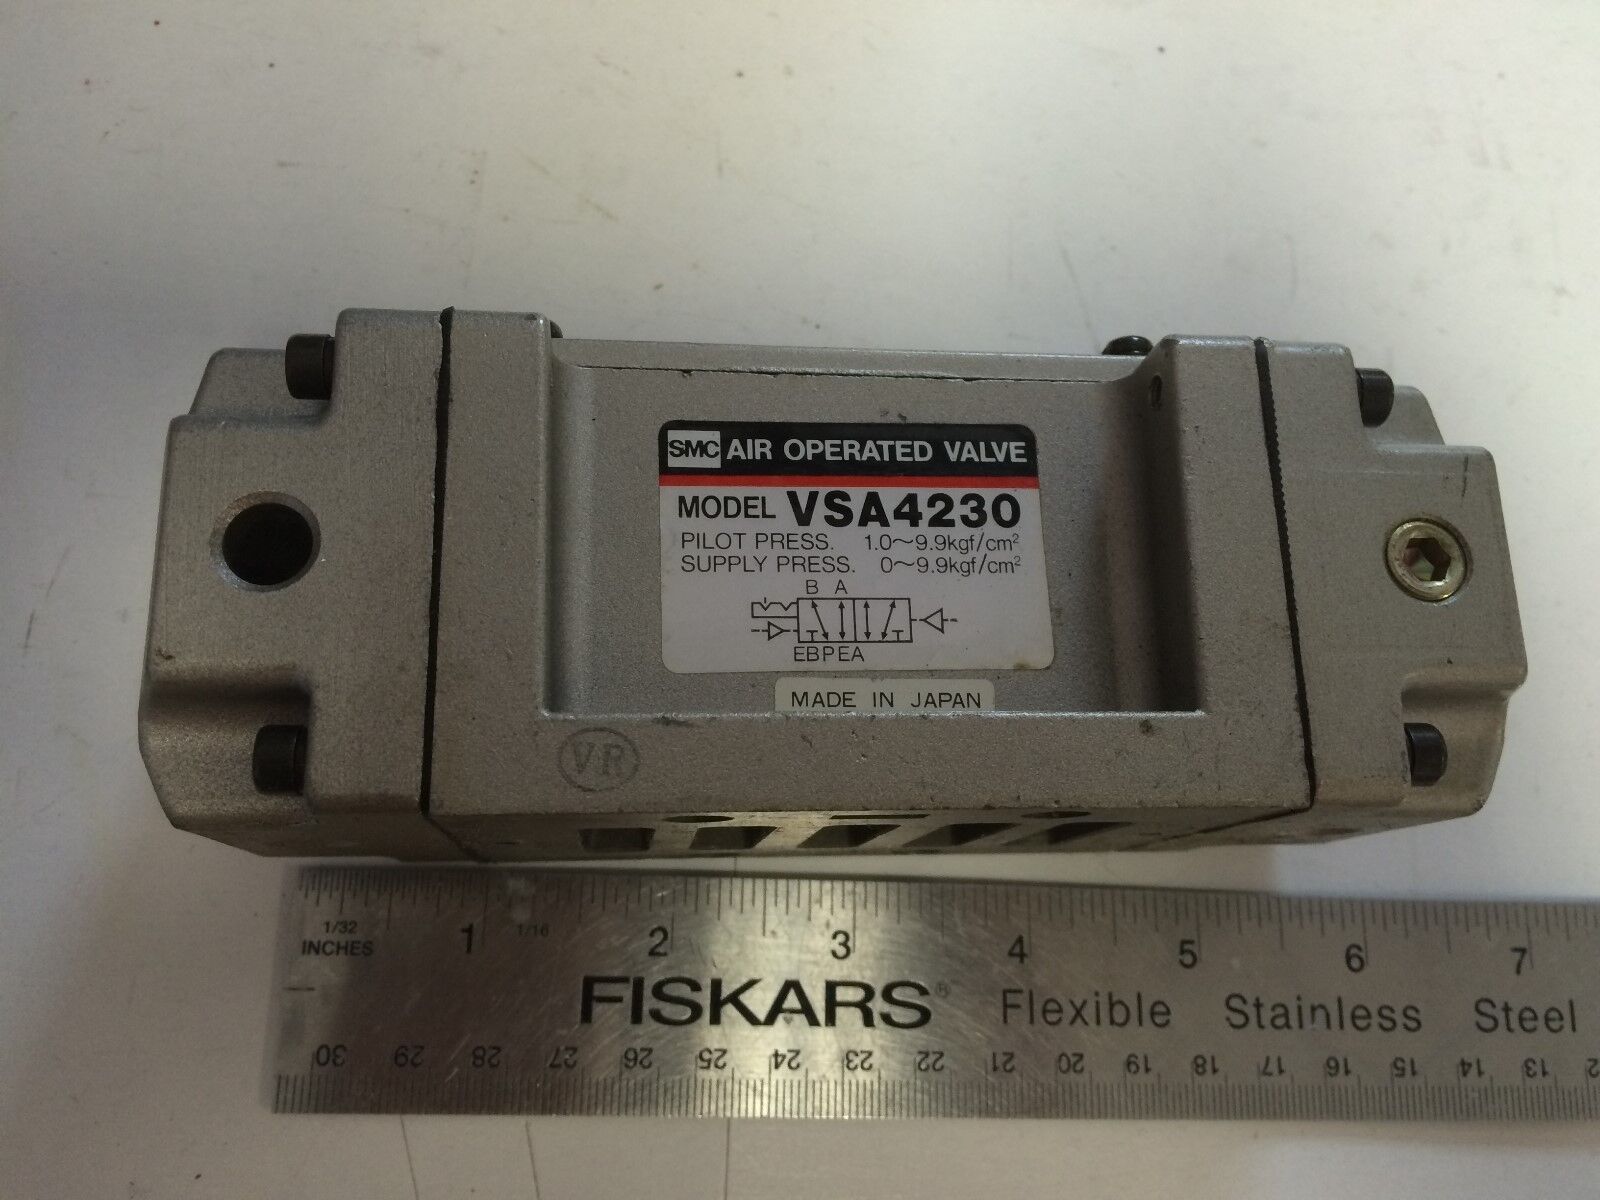 SMC AIR OPERATED VALVE
MODEL VSA4230
PILOT PRESS. 1.0~9.9kgf/cm²
SUPPLY PRESS. 0~9.9kgf/cm²
B A
EBPEA
MADE IN JAPAN
VR
1/32 1 1/16 2 3 4 5 6 7
INCHES
FISKARS® Flexible Stainless Steel
30 29 28 27 26 25 24 23 22 21 20 19 18 17 16 15 14 13